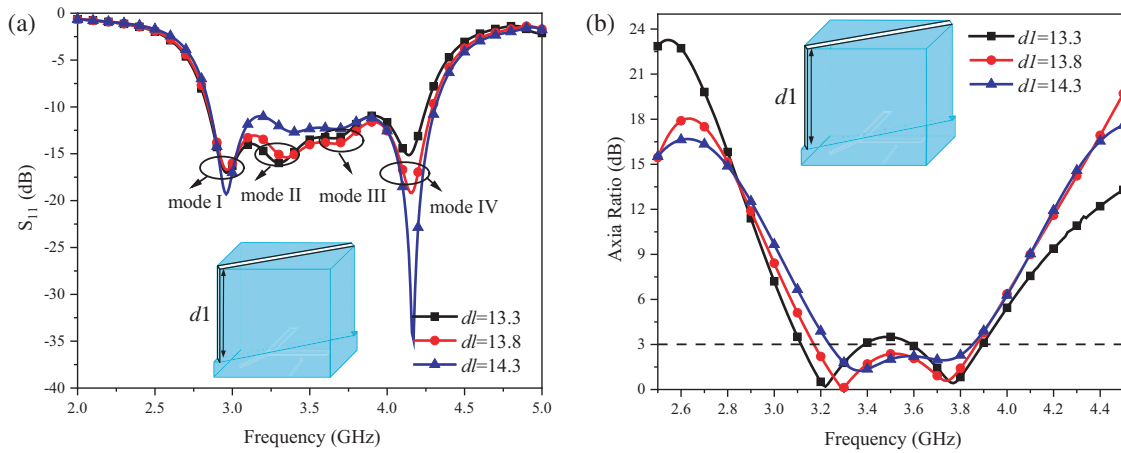 (a)
0
-5
-10
-15
-20
-25
-30
-35
-40
S11 (dB)
2.0 2.5 3.0 3.5 4.0 4.5 5.0
Frequency (GHz)
mode I
mode II
mode III
mode IV
d1
dl=13.3
dl=13.8
dl=14.3
(b)
24
21
18
15
12
9
6
3
0
Axia Ratio (dB)
2.6 2.8 3.0 3.2 3.4 3.6 3.8 4.0 4.2 4.4
Frequency (GHz)
d1
d1=13.3
d1=13.8
d1=14.3